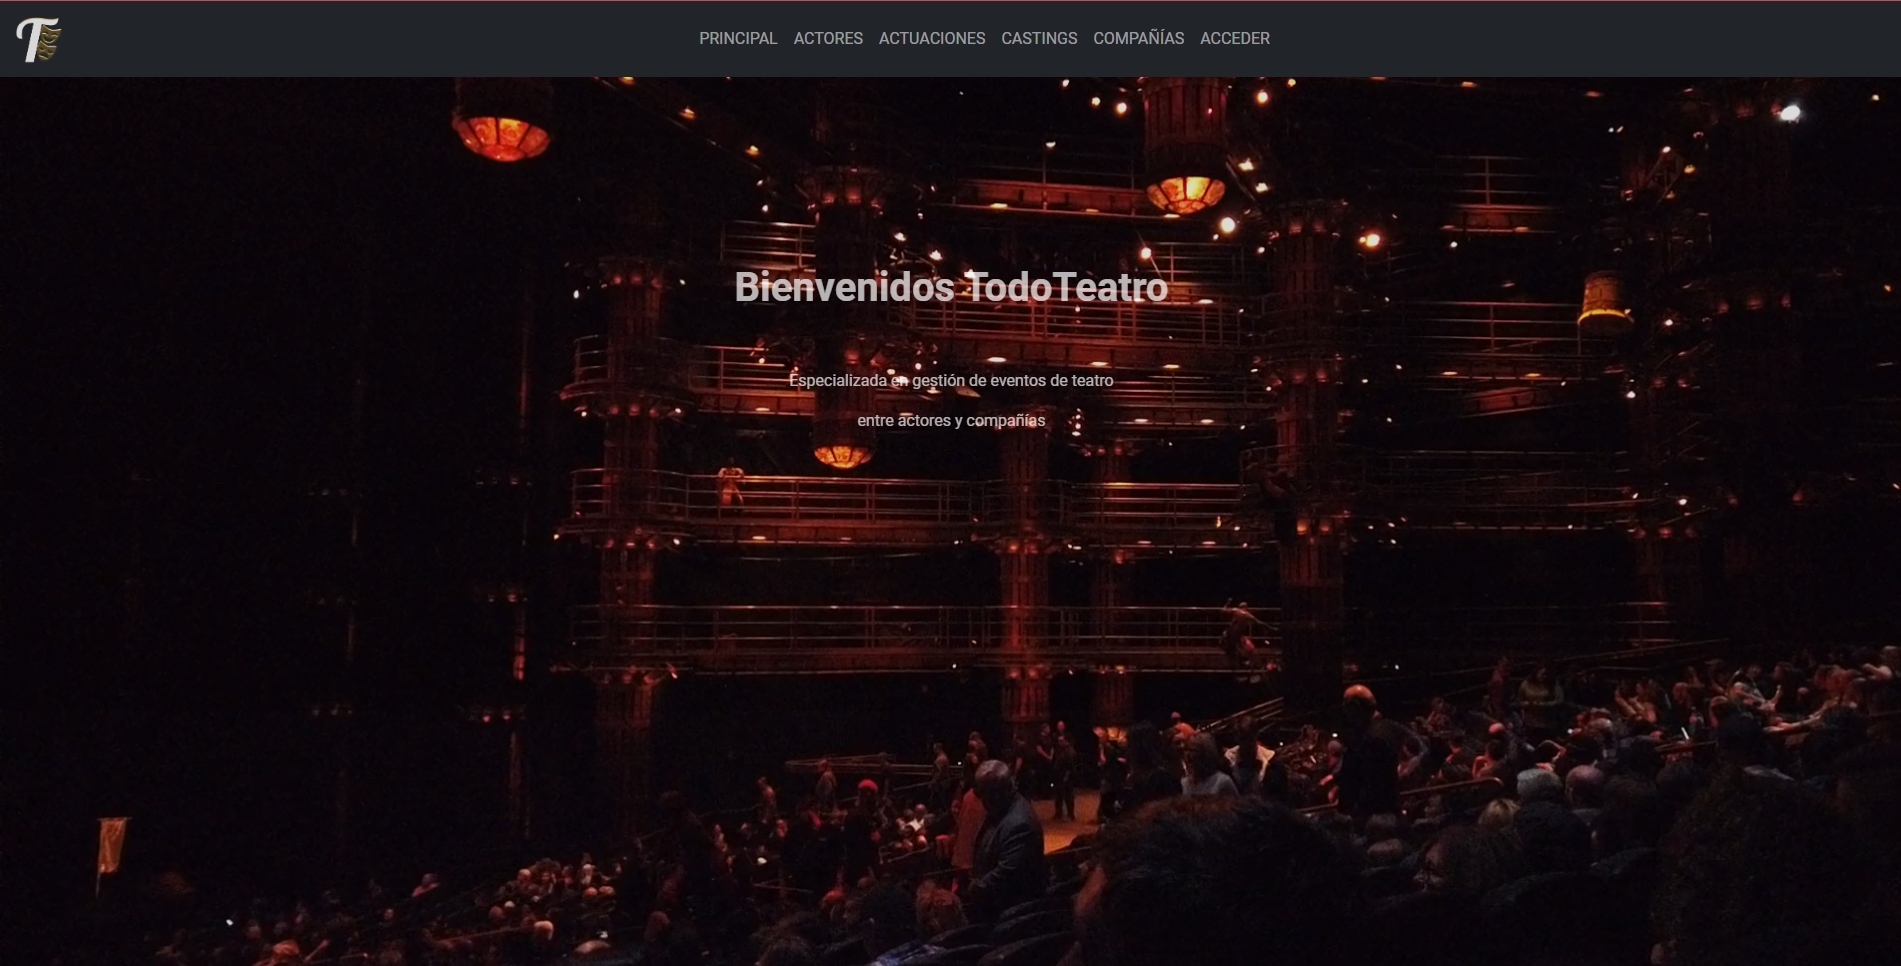 T
PRINCIPAL ACTORES ACTUACIONES CASTINGS COMPAÑÍAS ACCEDER
Bienvenidos TodoTeatro
Especializada en gestión de eventos de teatro
entre actores y compañías